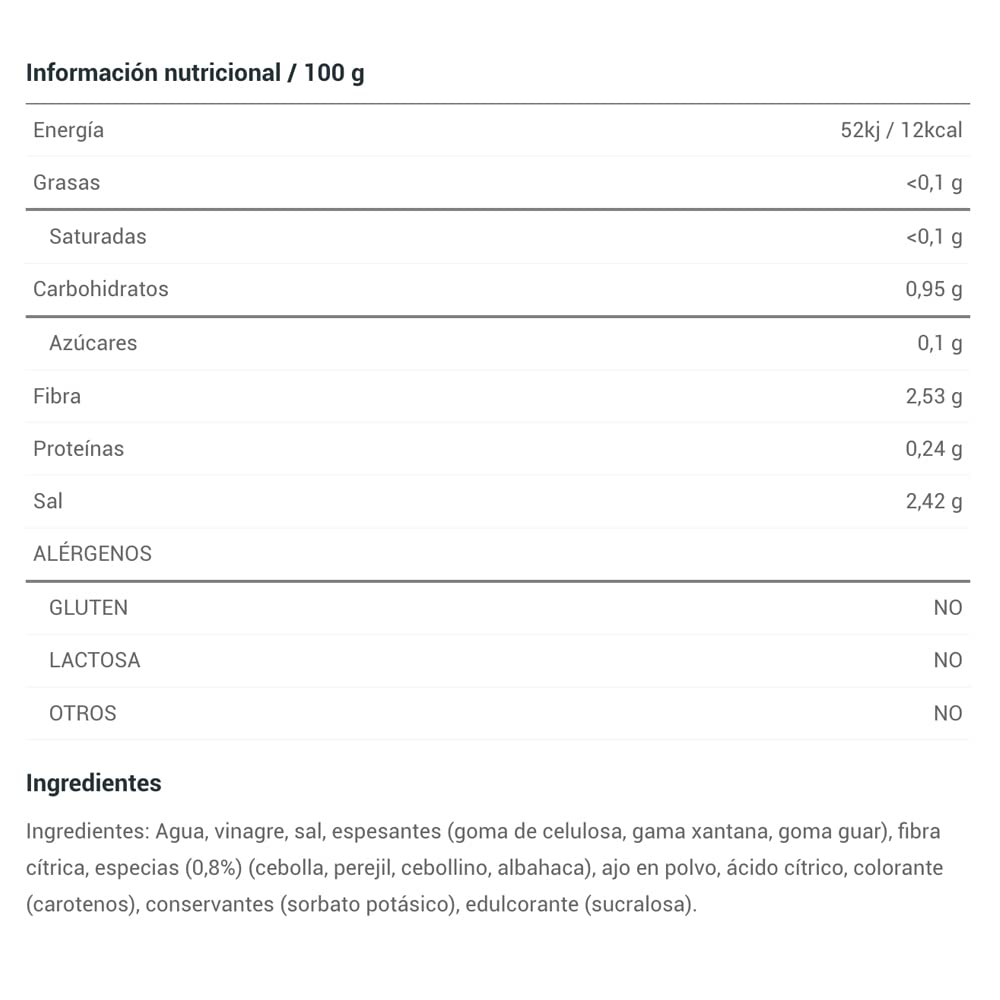 Información nutricional / 100 g
Energía 52kj / 12kcal
Grasas <0,1 g
Saturadas <0,1 g
Carbohidratos 0,95 g
Azúcares 0,1 g
Fibra 2,53 g
Proteínas 0,24 g
Sal 2,42 g
ALÉRGENOS
GLUTEN NO
LACTOSA NO
OTROS NO
Ingredientes
Ingredientes: Agua, vinagre, sal, espesantes (goma de celulosa, gama xantana, goma guar), fibra
cítrica, especias (0,8%) (cebolla, perejil, cebollino, albahaca), ajo en polvo, ácido cítrico, colorante
(carotenos), conservantes (sorbato potásico), edulcorante (sucralosa).